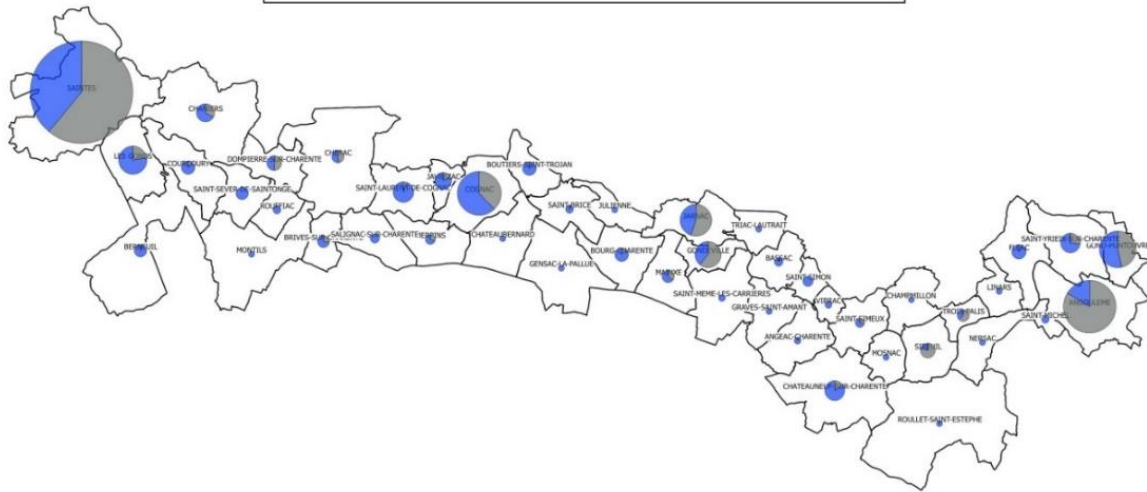 SAINTES
CHANIERS
LES GONDS
COURCOURY
DOMPIERRE-SUR-CHARENTE
CHERAC
SAINT-SEVER-DE-SAINTONGE
ROUFFIAC
BERNEUIL
MONTILS
SAINT-LAURENT-DE-COGNAC
JAVREZAC
COGNAC
BOUTIERS-SAINT-TROJAN
SALIGNAC-SUR-CHARENTE
MERPINS
CHATEAUBERNARD
SAINT-BRICE
JULIENNE
GENSAC-LA-PALLUE
BOURG-CHARENTE
JARNAC
TRIAC-LAUTRAIT
GONDEVILLE
MAINXE
BASSAC
SAINT-SIMON
SAINT-MEME-LES-CARRIERES
GRAVES-SAINT-AMANT
VIBRAC
ANGEAC-CHARENTE
CHAMPMILLON
SAINT-SIMEUX
MOSNAC
SIREUIL
TROIS-PALIS
NERSAC
LINARS
FLEAC
SAINT-YRIEIX-SUR-CHARENTE
GOND-PONTOUVRE
ANGOULEME
SAINT-MICHEL
CHATEAUNEUF-SUR-CHARENTE
ROULLET-SAINT-ESTEPHE